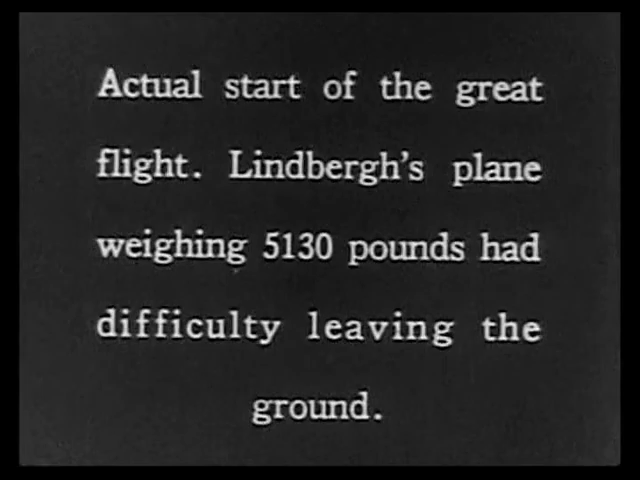 Actual start of the great
flight. Lindbergh's plane
weighing 5130 pounds had
difficulty leaving the
ground.